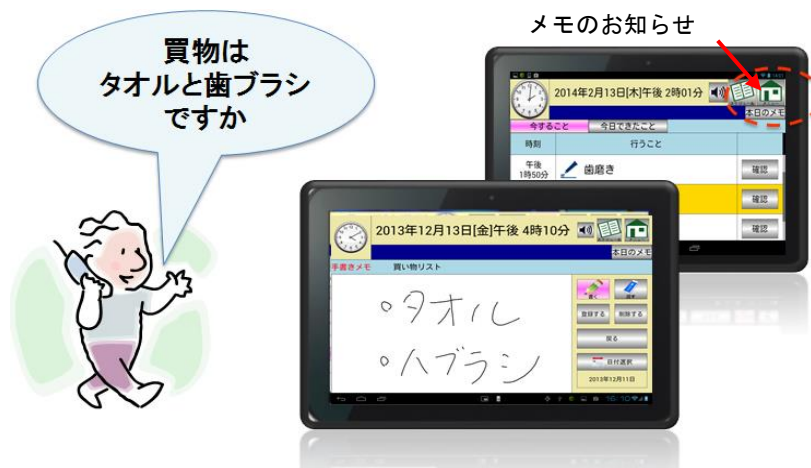 メモのお知らせ
買物は
タオルと歯ブラシ
ですか
2014年2月13日[木]午後 2時01分
本日のメモ
今すること 今日できたこと
時刻 行うこと
午後
1時50分 歯磨き 確認
確認
確認
2013年12月13日[金]午後 4時10分
本日のメモ
手書きメモ 買い物リスト
タオル
ハブラシ
書く 消す
登録する 削除する
戻る
日付選択
2013年12月11日
16:10